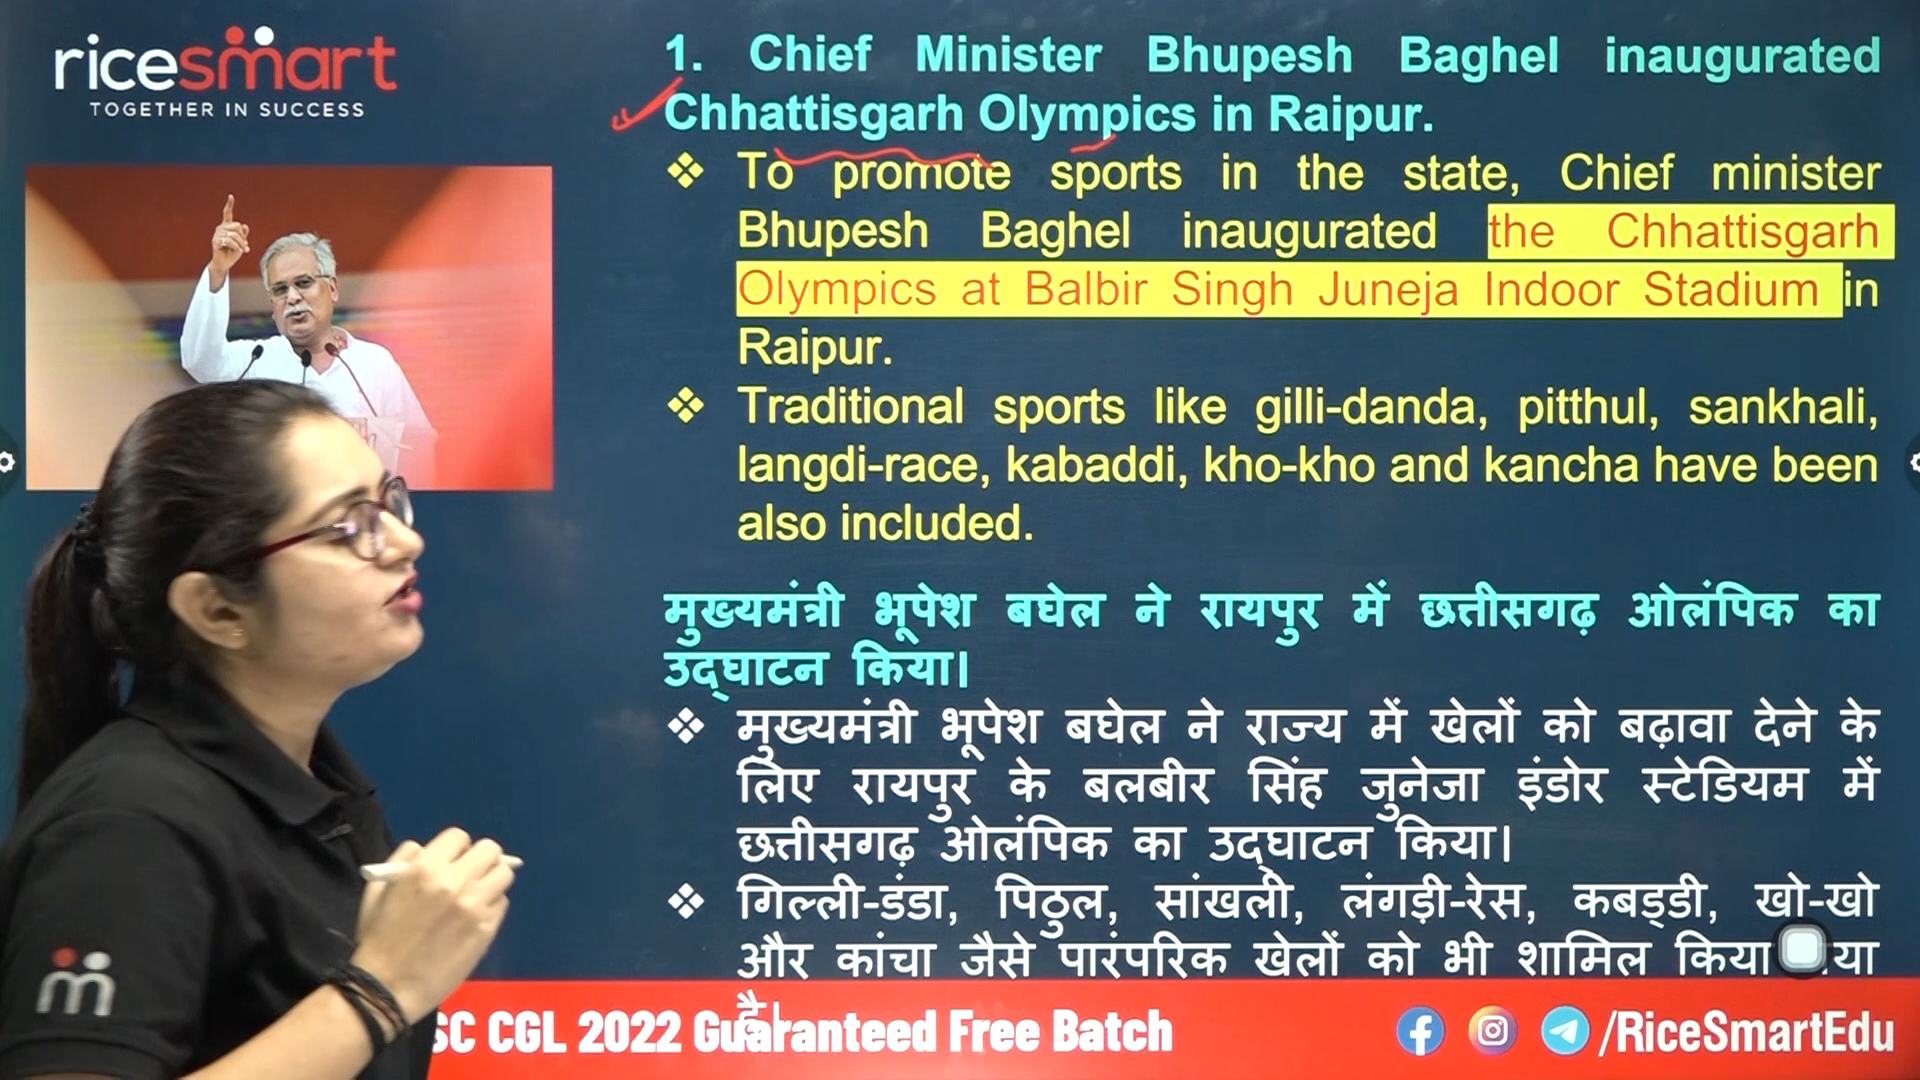 ricesmart
TOGETHER IN SUCCESS
1. Chief Minister Bhupesh Baghel inaugurated
Chhattisgarh Olympics in Raipur.
❖ To promote sports in the state, Chief minister
Bhupesh Baghel inaugurated the Chhattisgarh
Olympics at Balbir Singh Juneja Indoor Stadium in
Raipur.
❖ Traditional sports like gilli-danda, pitthul, sankhali,
langdi-race, kabaddi, kho-kho and kancha have been
also included.
मुख्यमंत्री भूपेश बघेल ने रायपुर में छत्तीसगढ़ ओलंपिक का
उद्घाटन किया।
❖ मुख्यमंत्री भूपेश बघेल ने राज्य में खेलों को बढ़ावा देने के
लिए रायपुर के बलबीर सिंह जुनेजा इंडोर स्टेडियम में
छत्तीसगढ़ ओलंपिक का उद्घाटन किया।
❖ गिल्ली-डंडा, पिठुल, सांखली, लंगड़ी-रेस, कबड्डी, खो-खो
और कांचा जैसे पारंपरिक खेलों को भी शामिल किया
है।
SC CGL 2022 Guaranteed Free Batch
/RiceSmartEdu